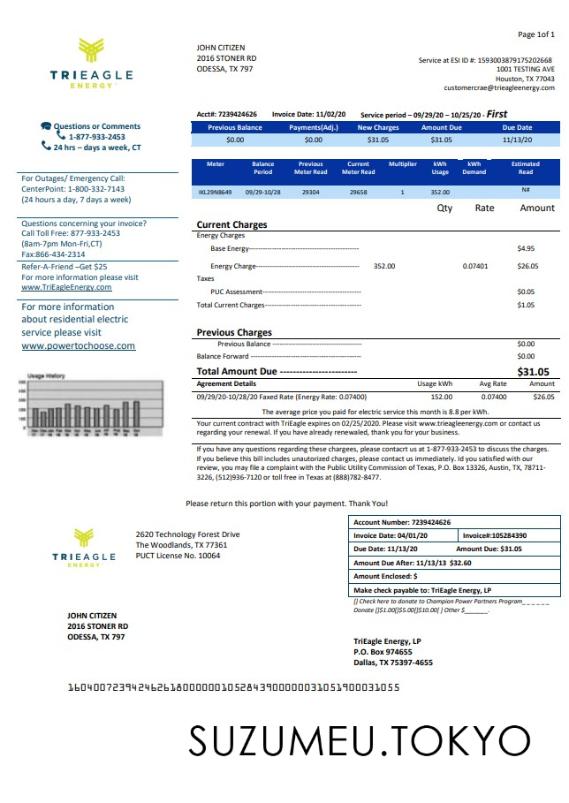 Page 1of 1
TRIEAGLE
ENERGY
JOHN CITIZEN
2016 STONER RD
ODESSA, TX 797
Service at ESI ID #: 1593003879175202668
1001 TESTING AVE
Houston, TX 77043
customercrae@trieagleenergy.com
Questions or Comments
1-877-933-2453
24 hrs – days a week, CT
Acct#: 7239424626 Invoice Date: 11/02/20 Service period – 09/29/20 – 10/25/20 - First
Previous Balance Payments(Adj.) New Charges Amount Due Due Date
$0.00 $0.00 $31.05 $31.05 11/13/20
Meter Balance Period Previous Meter Read Current Meter Read Multiplier kWh Usage kWh Demand Estimated Read
IKL29N8649 09/29-10/28 29304 29658 1 352.00 N#
Qty Rate Amount
For Outages/ Emergency Call:
CenterPoint: 1-800-332-7143
(24 hours a day, 7 days a week)
Questions concerning your invoice?
Call Toll Free: 877-933-2453
(8am-7pm Mon-Fri,CT)
Fax:866-434-2314
Refer-A-Friend –Get $25
For more information please visit
www.TriEagleEnergy.com
For more information
about residential electric
service please visit
www.powertochoose.com
Usage History
Current Charges
Energy Charges
Base Energy $4.95
Energy Charge 352.00 0.07401 $26.05
Taxes
PUC Assessment $0.05
Total Current Charges $1.05
Previous Charges
Previous Balance $0.00
Balance Forward $0.00
Total Amount Due $31.05
Agreement Details Usage kWh Avg Rate Amount
09/29/20-10/28/20 Faxed Rate (Energy Rate: 0.07400) 152.00 0.07400 $26.05
The average price you paid for electric service this month is 8.8 per kWh.
Your current contract with TriEagle expires on 02/25/2020. Please visit www.trieagleenergy.com or contact us
regarding your renewal. If you have already renewaled, thank you for your business.
If you have any questions regarding these chargres, please contacrt us at 1-877-933-2453 to discuss the charges.
If you believe this bill includes unautorized charges, please contact us immediately. Id you satisfied with our
review, you may file a complaint with the Public Utility Commission of Texas, P.O. Box 13326, Austin, TX, 78711-
3226, (512)936-7120 or toll free in Texas at (888)782-8477.
Please return this portion with your payment. Thank You!
TRIEAGLE
ENERGY
2620 Technology Forest Drive
The Woodlands, TX 77361
PUCT License No. 10064
Account Number: 7239424626
Invoice Date: 04/01/20 Invoice#:105284390
Due Date: 11/13/20 Amount Due: $31.05
Amount Due After: 11/13/13 $32.60
Amount Enclosed: $
Make check payable to: TriEagle Energy, LP
[] Check here to donate to Champion Power Partners Program______
Donate []$1.00[]$5.00[]$10.00[ ] Other $_______.
JOHN CITIZEN
2016 STONER RD
ODESSA, TX 797
TriEagle Energy, LP
P.O. Box 974655
Dallas, TX 75397-4655
SUZUMEU.TOKYO